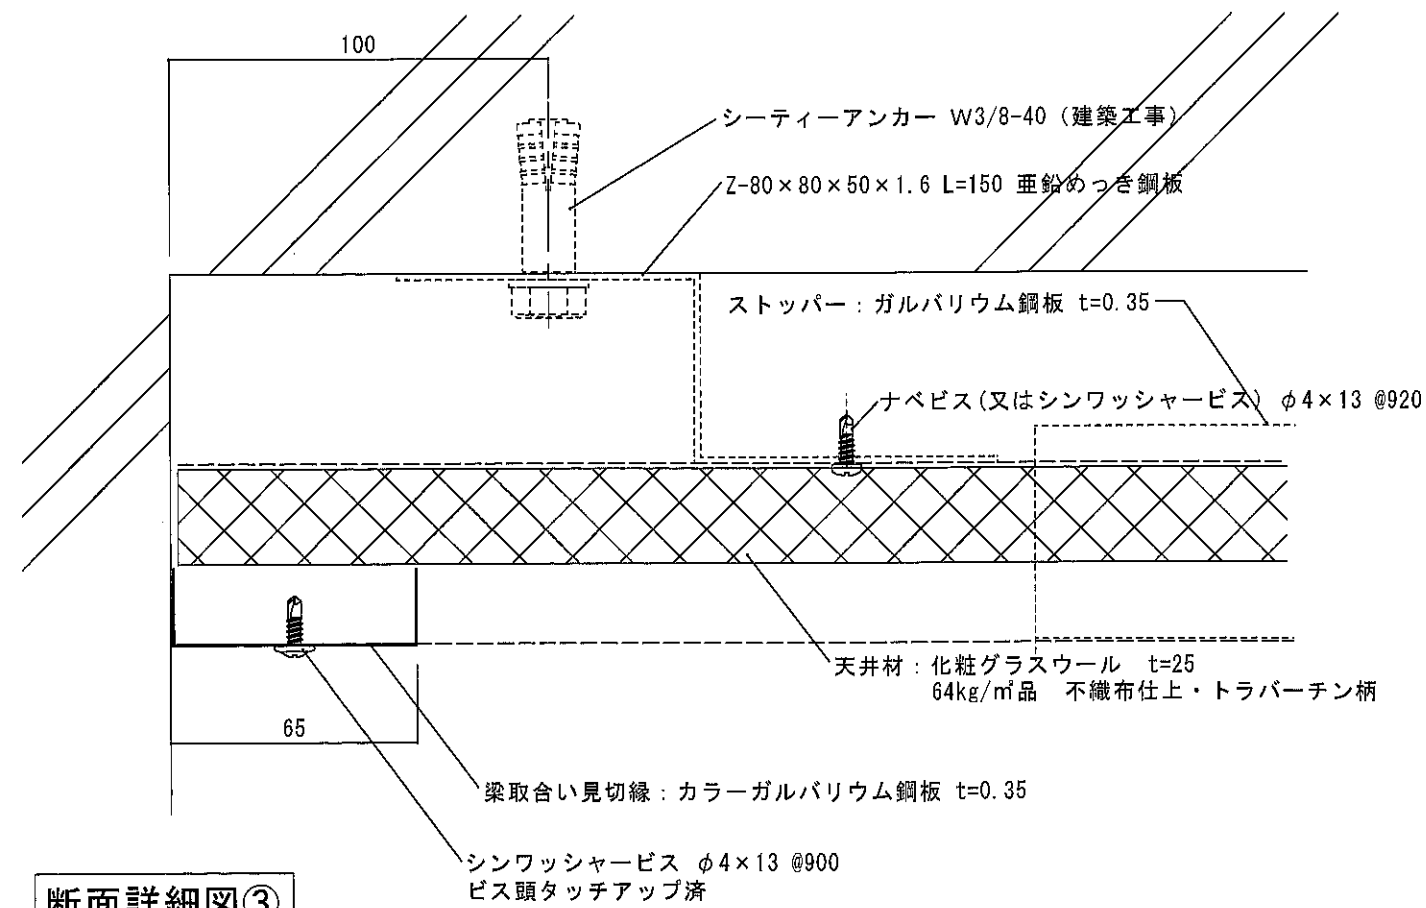 100
シーティーアンカー W3/8-40 (建築工事)
Z-80×80×50×1.6 L=150 亜鉛めっき鋼板
ストッパー：ガルバリウム鋼板 t=0.35
ナベビス(又はシンワッシャービス) φ4×13 @920
天井材：化粧グラスウール t=25
64kg/㎥品 不織布仕上・トラバーチン柄
65
梁取合い見切縁：カラーガルバリウム鋼板 t=0.35
シンワッシャービス φ4×13 @900
ビス頭タッチアップ済
断面詳細図③